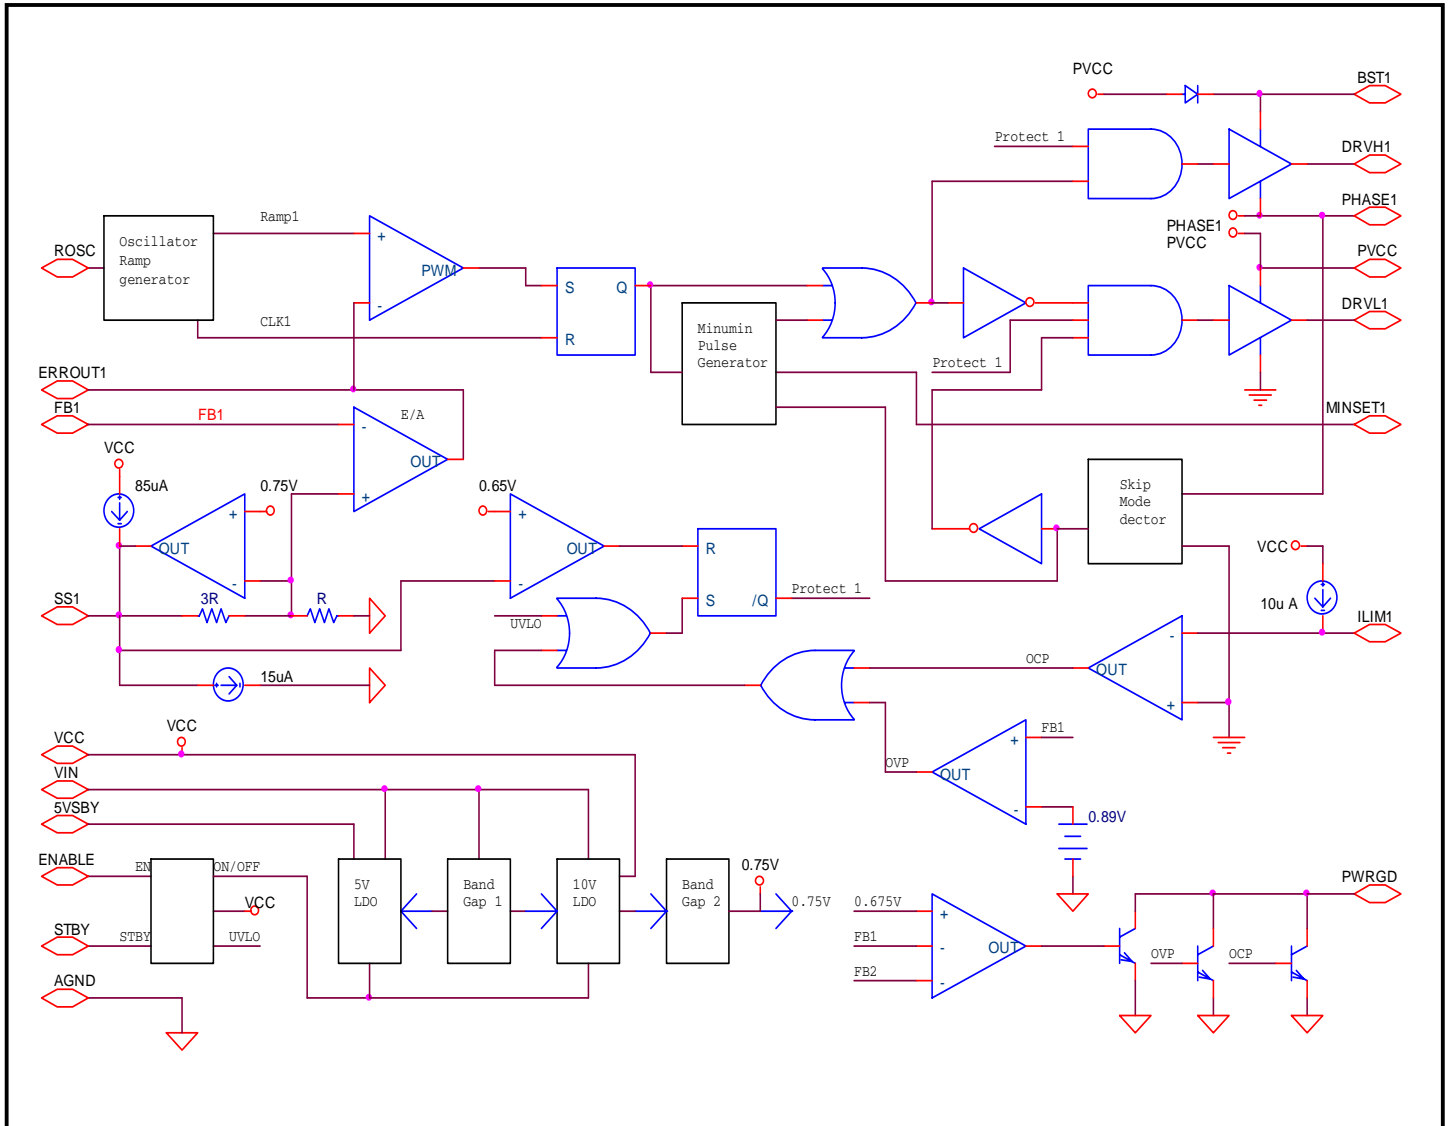 PVCC
BST1
Protect 1
DRVH1
Ramp1
PHASE1
Oscillator
Ramp
generator
ROSC
+
PWM
-
PHASE1
PVCC
PVCC
S
Q
R
CLK1
Minumin
Pulse
Generator
DRVL1
Protect 1
ERROUT1
FB1
FB1
E/A
-
OUT
+
MINSET1
VCC
85uA
0.75V
+
OUT
-
0.65V
+
OUT
-
R
S
/Q
Protect 1
Skip
Mode
dector
VCC
10u A
SS1
3R
R
UVLO
ILIM1
-
OUT
+
OCP
15uA
VCC
VCC
VIN
5VSBY
OVP
+
OUT
-
FB1
0.89V
ENABLE
EN
ON/OFF
VCC
STBY
STBY
UVLO
5V
LDO
Band
Gap 1
10V
LDO
Band
Gap 2
0.75V
0.75V
0.675V
FB1
FB2
+
-
-
OUT
OVP
OCP
PWRGD
AGND